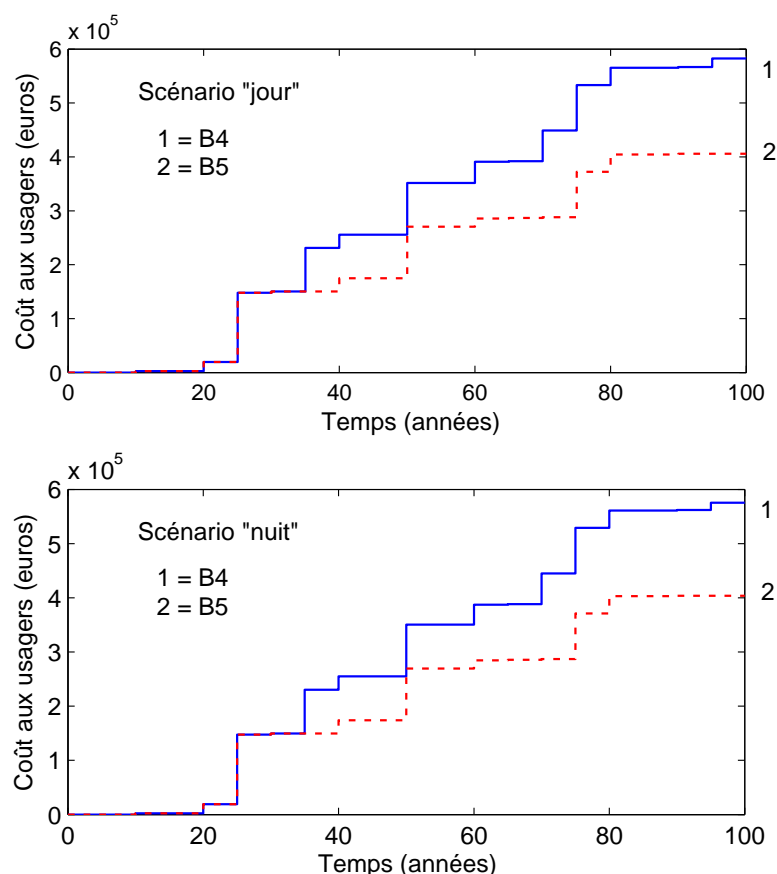 x 10^5
6
5
4
3
2
1
0
Coût aux usagers (euros)
Scénario "jour"
1 = B4
2 = B5
1
2
0 20 40 60 80 100
Temps (années)
x 10^5
6
5
4
3
2
1
0
Coût aux usagers (euros)
Scénario "nuit"
1 = B4
2 = B5
1
2
0 20 40 60 80 100
Temps (années)